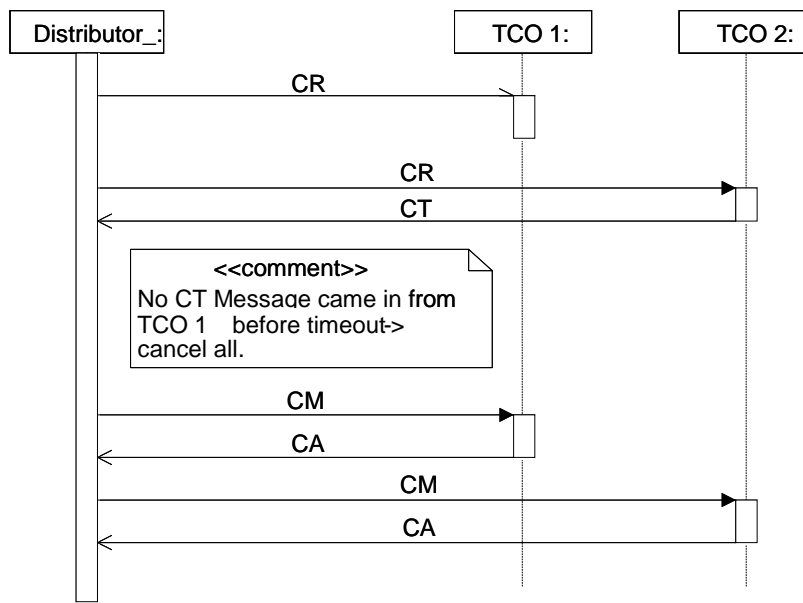 Distributor_:
TCO 1:
TCO 2:
CR
CR
CT
<<comment>>
No CT Message came in from
TCO 1 before timeout->
cancel all.
CM
CA
CM
CA